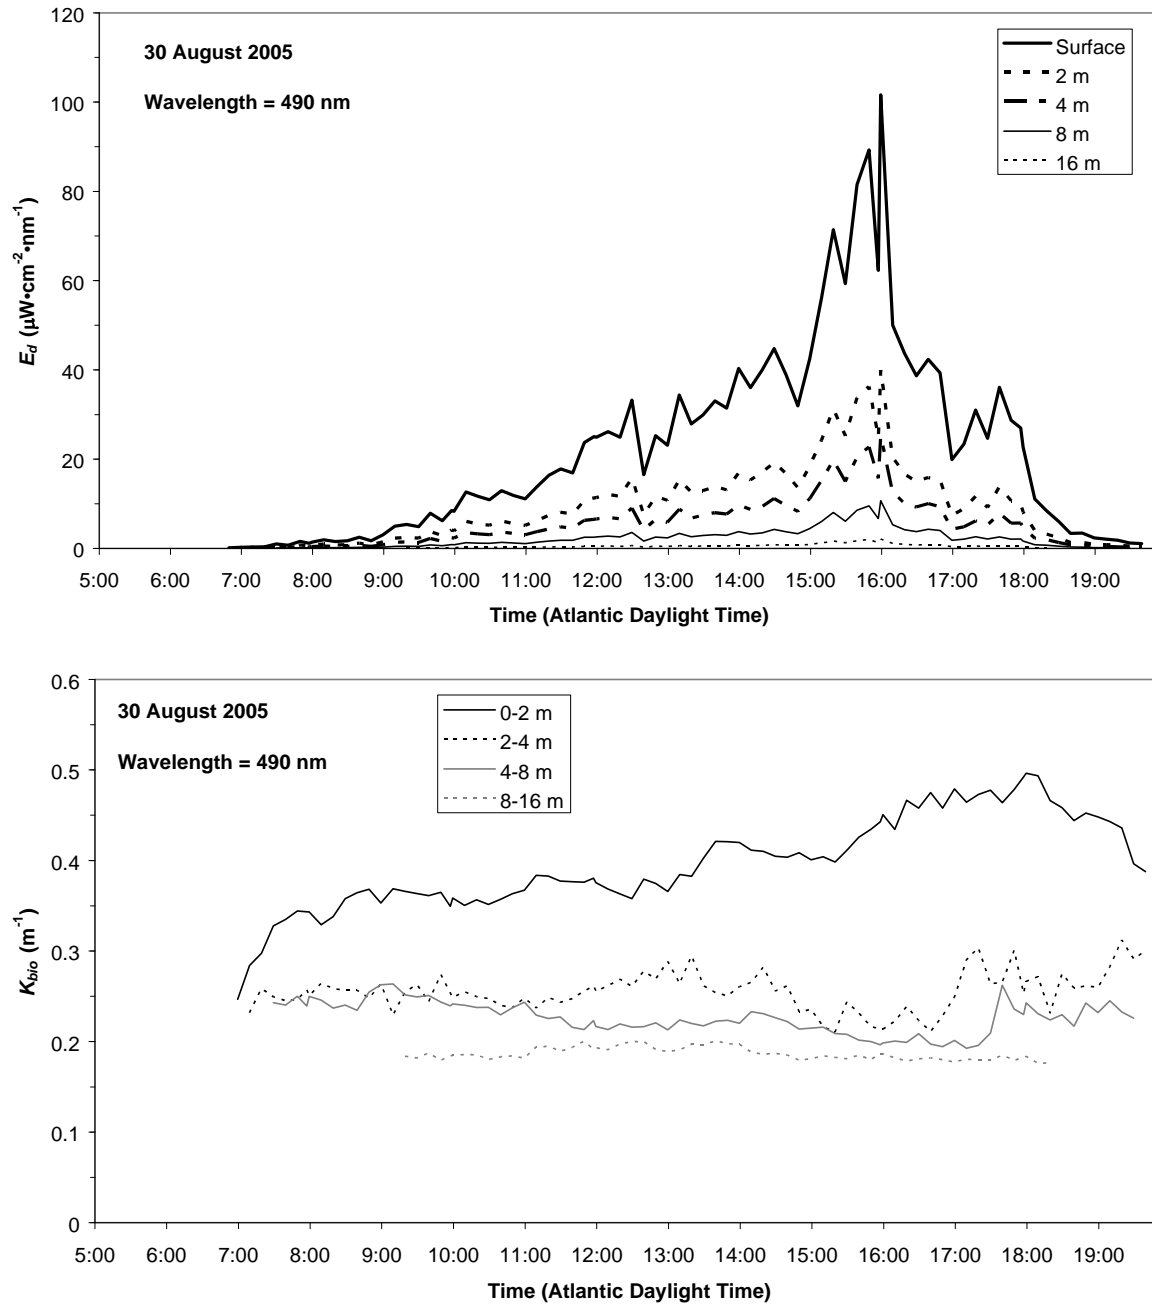 120
100
80
60
40
20
0
E_d (µW•cm⁻²•nm⁻¹)
30 August 2005
Wavelength = 490 nm
Surface
2 m
4 m
8 m
16 m
5:00 6:00 7:00 8:00 9:00 10:00 11:00 12:00 13:00 14:00 15:00 16:00 17:00 18:00 19:00
Time (Atlantic Daylight Time)
0.6
0.5
0.4
0.3
0.2
0.1
0
K_bio (m⁻¹)
30 August 2005
Wavelength = 490 nm
0-2 m
2-4 m
4-8 m
8-16 m
5:00 6:00 7:00 8:00 9:00 10:00 11:00 12:00 13:00 14:00 15:00 16:00 17:00 18:00 19:00
Time (Atlantic Daylight Time)